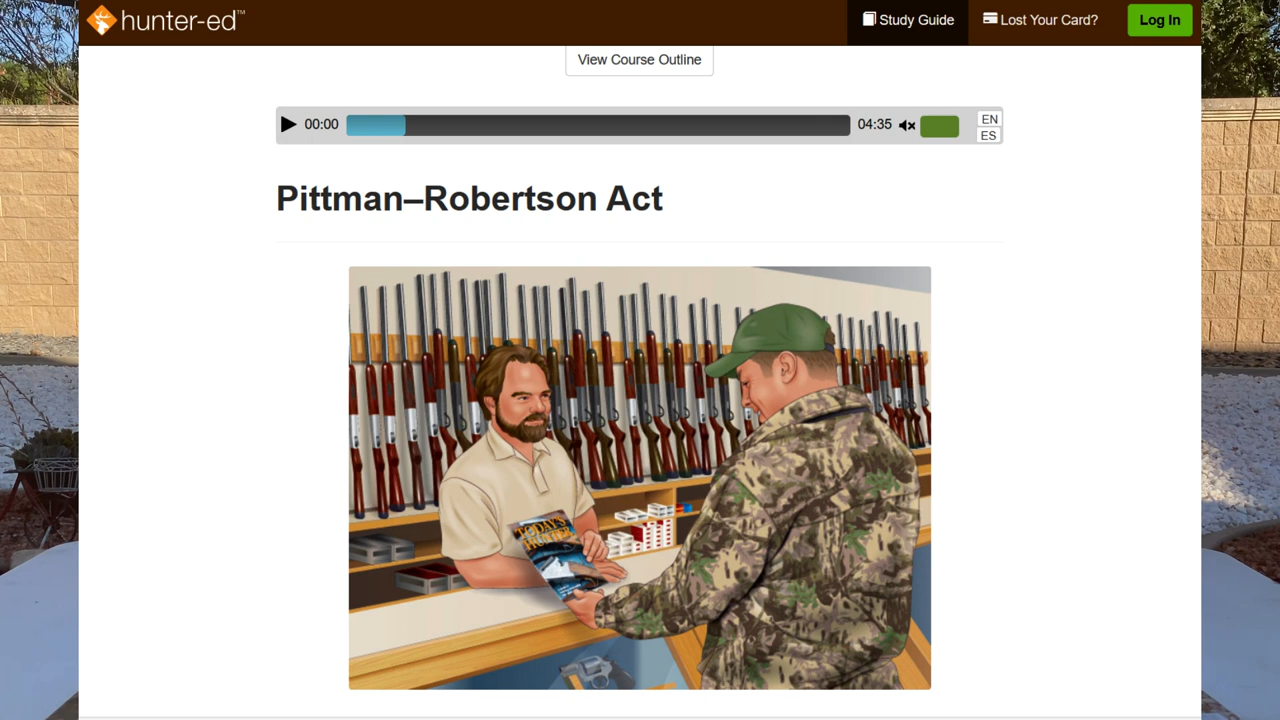 hunter-ed™
Study Guide
Lost Your Card?
Log In
View Course Outline
00:00
04:35
EN
ES
Pittman–Robertson Act
TODAY'S
HUNTER